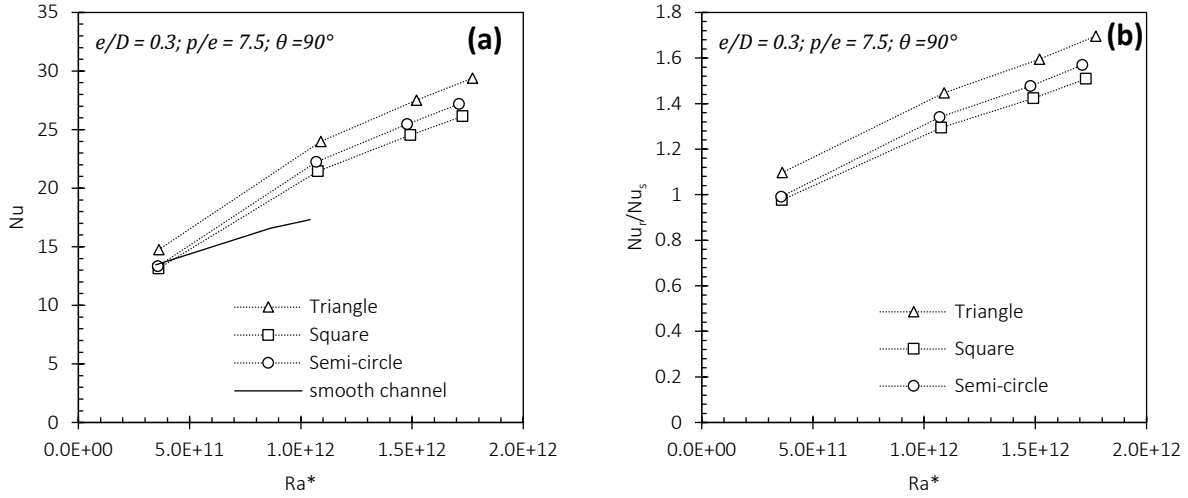 e/D = 0.3; p/e = 7.5; θ =90°
(a)
35
30
25
20
15
10
5
0
Nu
Triangle
Square
Semi-circle
smooth channel
0.0E+00 5.0E+11 1.0E+12 1.5E+12 2.0E+12
Ra*
e/D = 0.3; p/e = 7.5; θ =90°
(b)
1.8
1.6
1.4
1.2
1
0.8
0.6
0.4
0.2
0
Nuᵣ/Nuₛ
Triangle
Square
Semi-circle
0.0E+00 5.0E+11 1.0E+12 1.5E+12 2.0E+12
Ra*